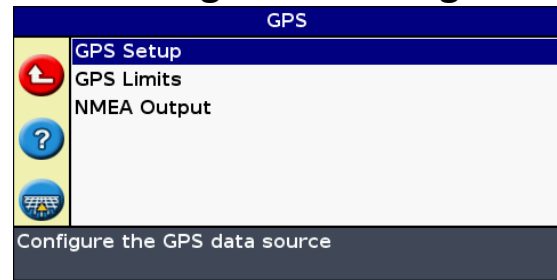 GPS
GPS Setup
GPS Limits
NMEA Output
?
Configure the GPS data source